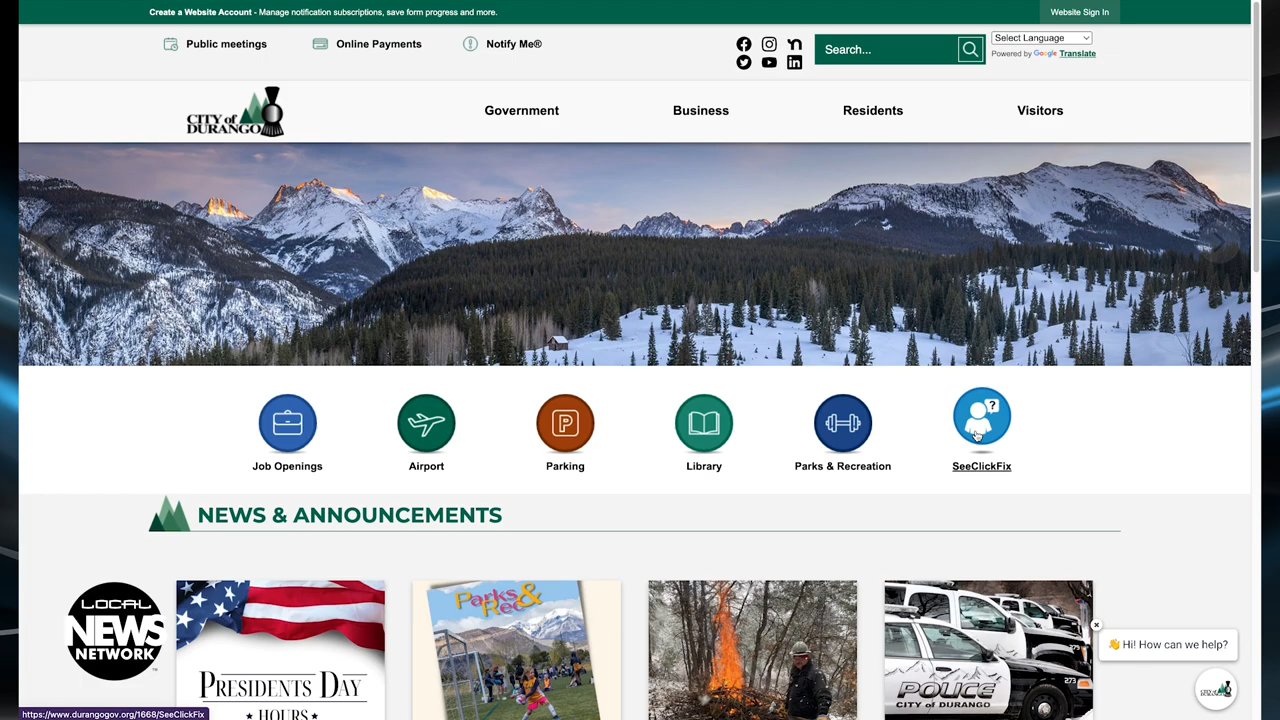 Create a Website Account - Manage notification subscriptions, save form progress and more.
Website Sign In
Public meetings
Online Payments
Notify Me®
Search...
Select Language
Powered by Google Translate
CITY of
DURANGO
Government
Business
Residents
Visitors
P
?
Job Openings
Airport
Parking
Library
Parks & Recreation
SeeClickFix
NEWS & ANNOUNCEMENTS
LOCAL
NEWS
NETWORK
PRESIDENTS DAY
HOURS
Parks &
Rec
POLICE
CITY OF DURANGO
273
👋 Hi! How can we help?
https://www.durangogov.org/1668/SeeClickFix